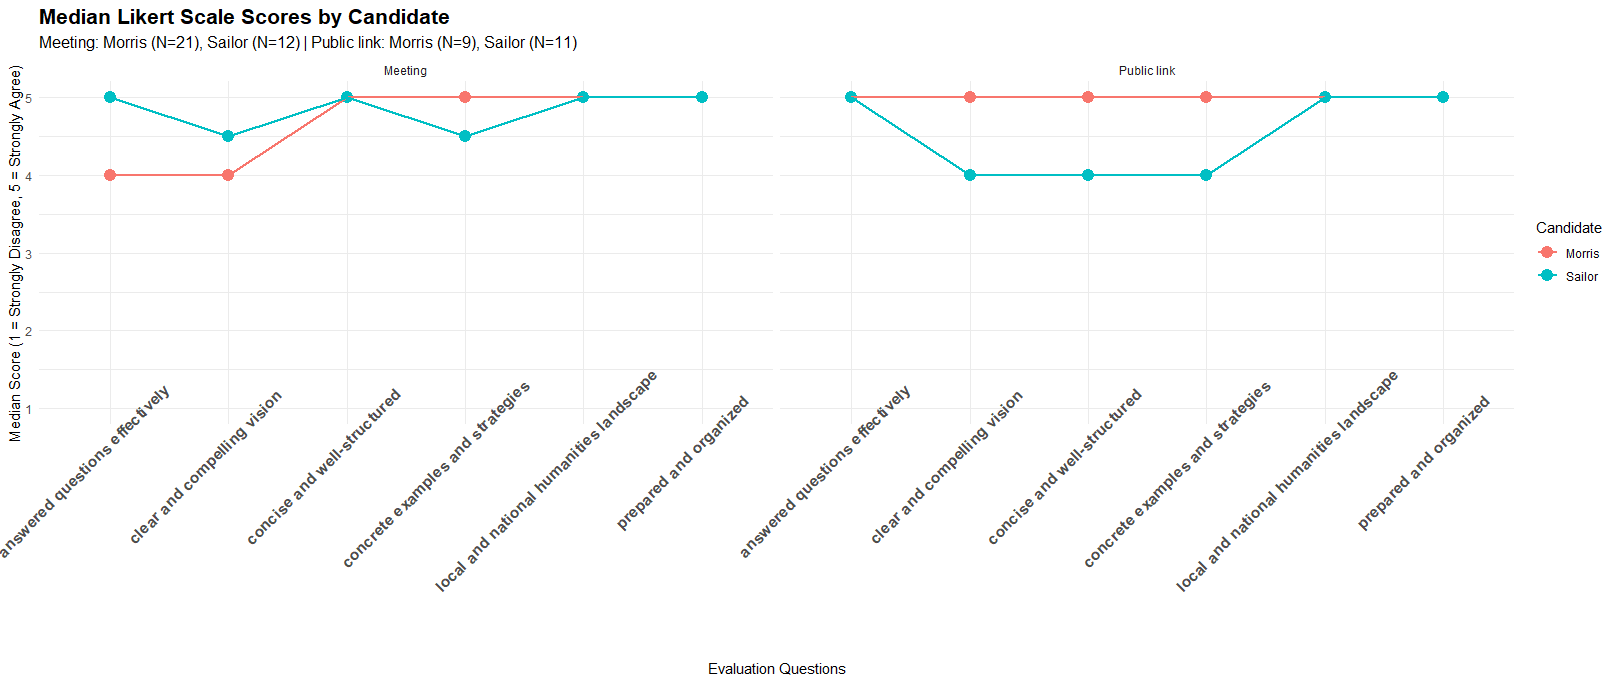 Median Likert Scale Scores by Candidate
Meeting: Morris (N=21), Sailor (N=12) | Public link: Morris (N=9), Sailor (N=11)
Meeting
Public link
Median Score (1 = Strongly Disagree, 5 = Strongly Agree)
5
4
3
2
1
answered questions effectively
clear and compelling vision
concise and well-structured
concrete examples and strategies
local and national humanities landscape
prepared and organized
answered questions effectively
clear and compelling vision
concise and well-structured
concrete examples and strategies
local and national humanities landscape
prepared and organized
Evaluation Questions
Candidate
Morris
Sailor